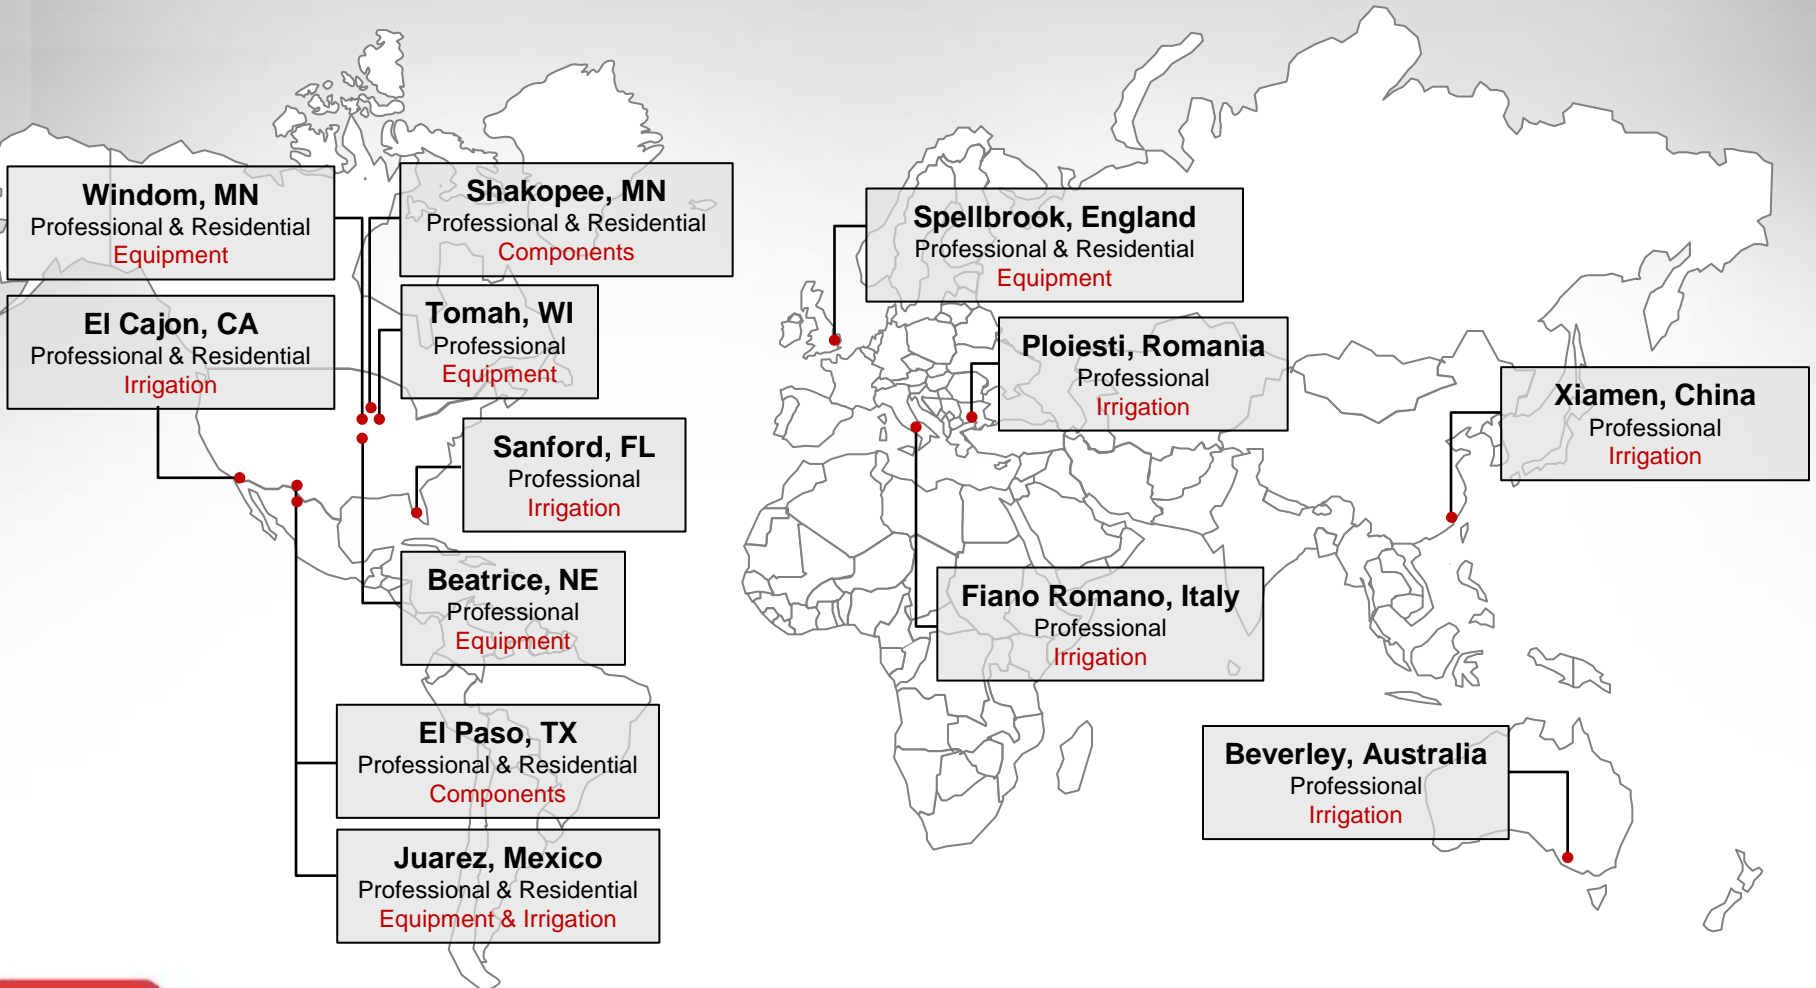 Windom, MN
Professional & Residential
Equipment
Shakopee, MN
Professional & Residential
Components
El Cajon, CA
Professional & Residential
Irrigation
Tomah, WI
Professional
Equipment
Sanford, FL
Professional
Irrigation
Beatrice, NE
Professional
Equipment
El Paso, TX
Professional & Residential
Components
Juarez, Mexico
Professional & Residential
Equipment & Irrigation
Spellbrook, England
Professional & Residential
Equipment
Ploiesti, Romania
Professional
Irrigation
Xiamen, China
Professional
Irrigation
Fiano Romano, Italy
Professional
Irrigation
Beverley, Australia
Professional
Irrigation